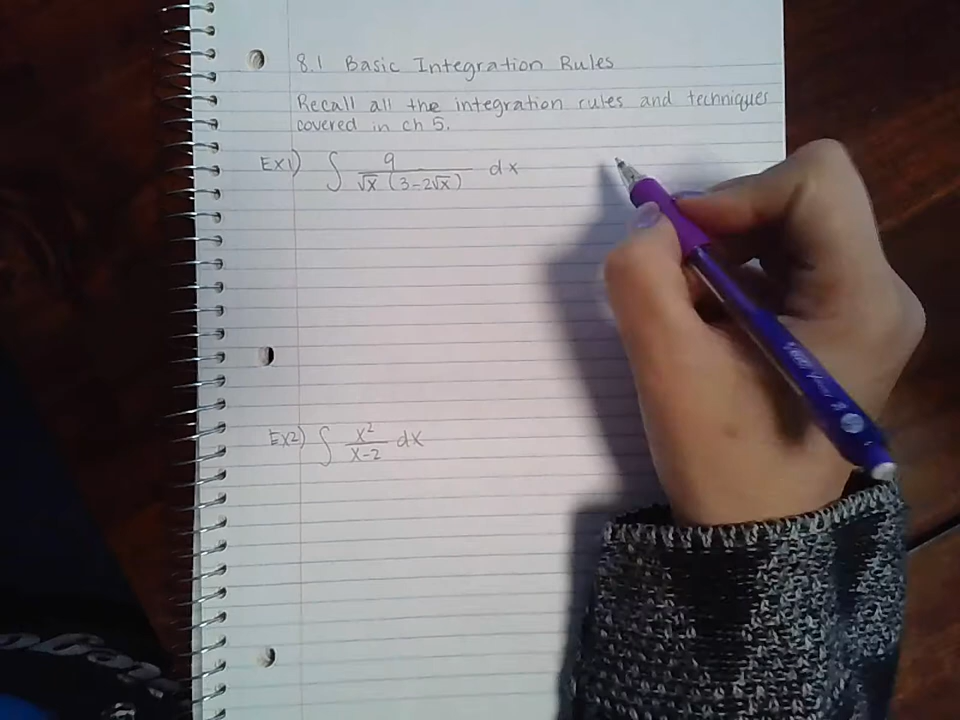 8.1 Basic Integration Rules
Recall all the integration rules and techniques
covered in ch 5.
Ex1) ∫ 9/(√x (3-2√x)) dx
Ex2) ∫ x²/(x-2) dx